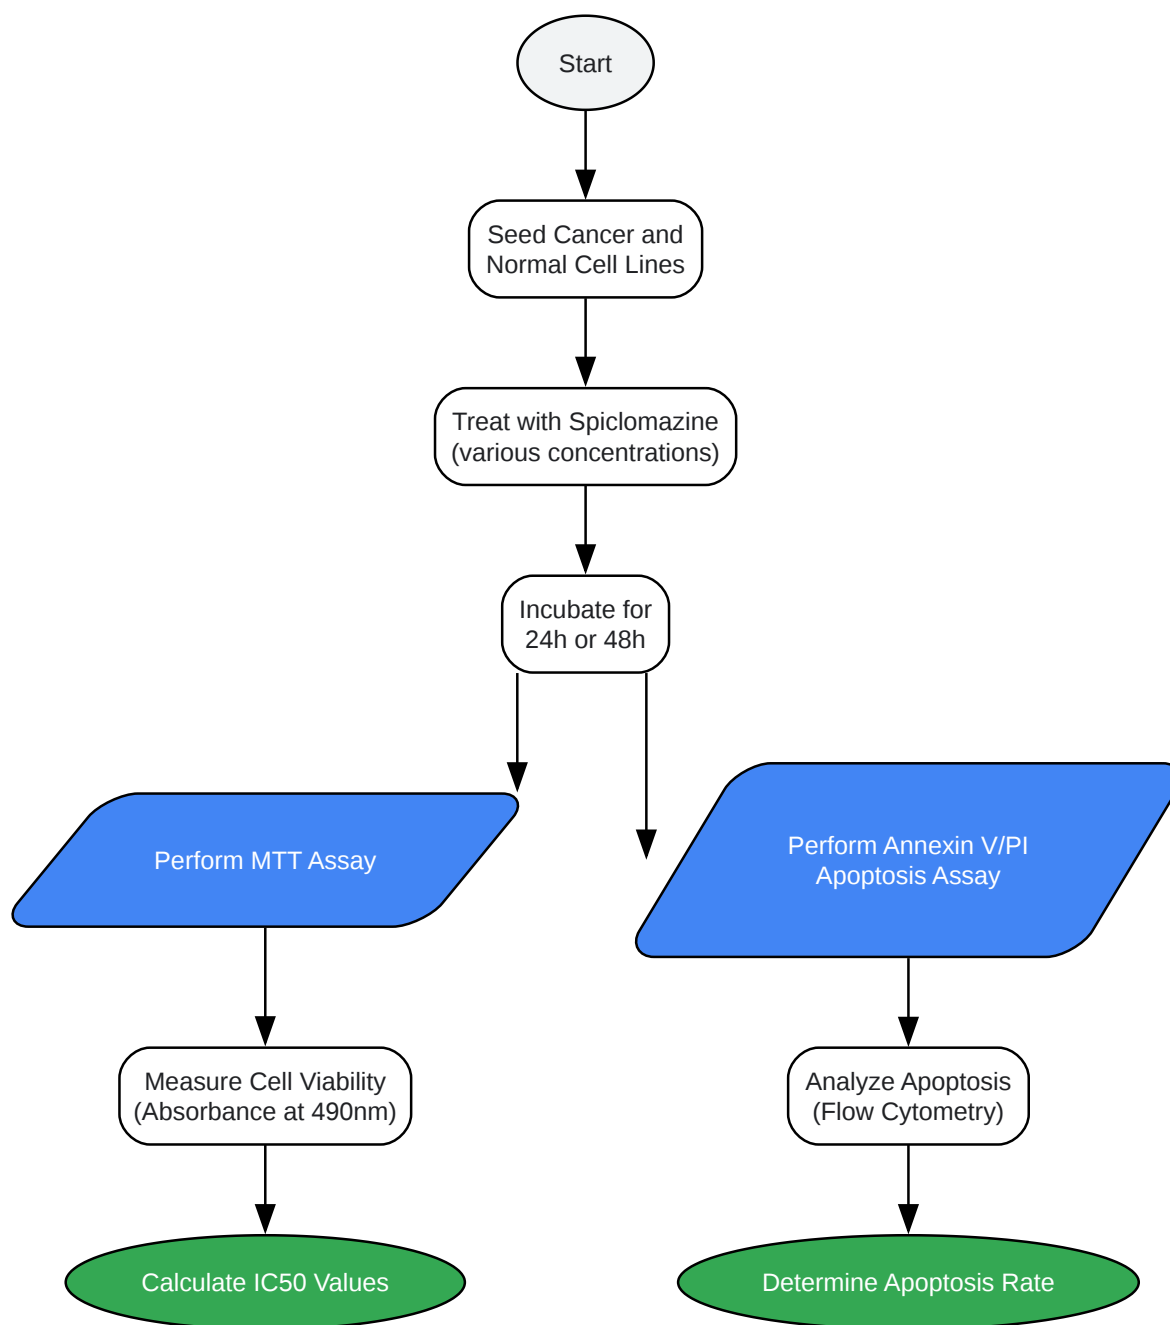 Start
Seed Cancer and
Normal Cell Lines
Treat with Spiclomazine
(various concentrations)
Incubate for
24h or 48h
Perform MTT Assay
Perform Annexin V/PI
Apoptosis Assay
Measure Cell Viability
(Absorbance at 490nm)
Analyze Apoptosis
(Flow Cytometry)
Calculate IC50 Values
Determine Apoptosis Rate